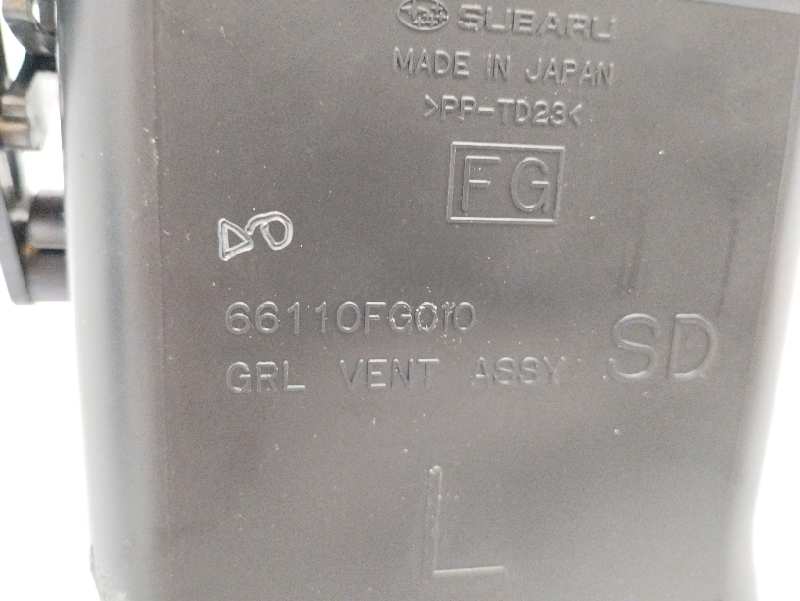 SUBARU
MADE IN JAPAN
>PP-TD23<
FG
66110FG010
GRL VENT ASSY
SD
L